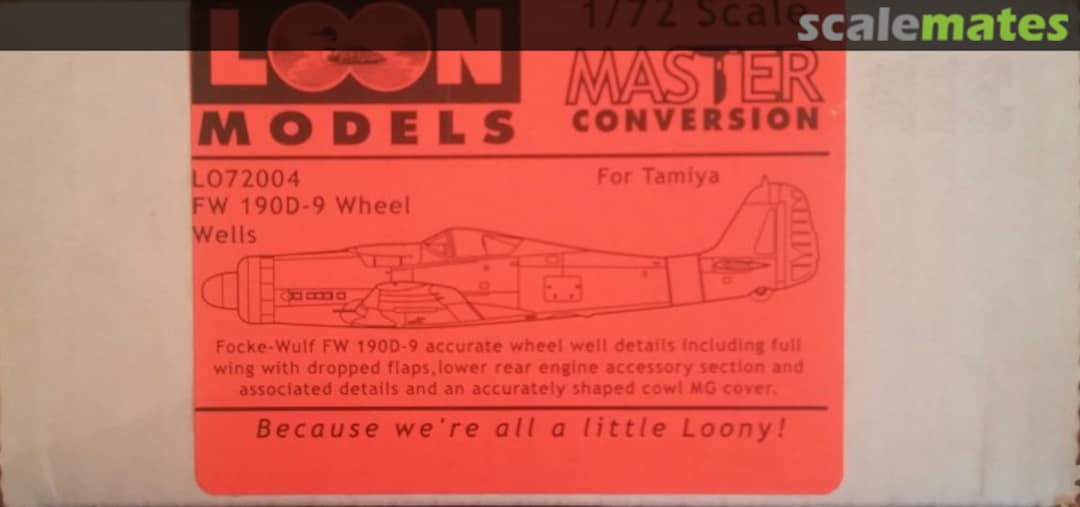 scalemates
LOON
MODELS
1/72 Scale
MASTER
CONVERSION
LO72004
FW 190D-9 Wheel
Wells
For Tamiya
Focke-Wulf FW 190D-9 accurate wheel well details including full
wing with dropped flaps,lower rear engine accessory section and
associated details and an accurately shaped cowl MG cover.
Because we're all a little Loony!